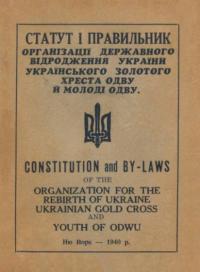 СТАТУТ І ПРАВИЛЬНИК
ОРГАНІЗАЦІЇ ДЕРЖАВНОГО
ВІДРОДЖЕННЯ УКРАЇНИ
УКРАЇНСЬКОГО ЗОЛОТОГО
ХРЕСТА ОДВУ
Й МОЛОДІ ОДВУ.
CONSTITUTION and BY-LAWS
OF THE
ORGANIZATION FOR THE
REBIRTH OF UKRAINE
UKRAINIAN GOLD CROSS
AND
YOUTH OF ODWU
Ню Йорк — 1940 р.